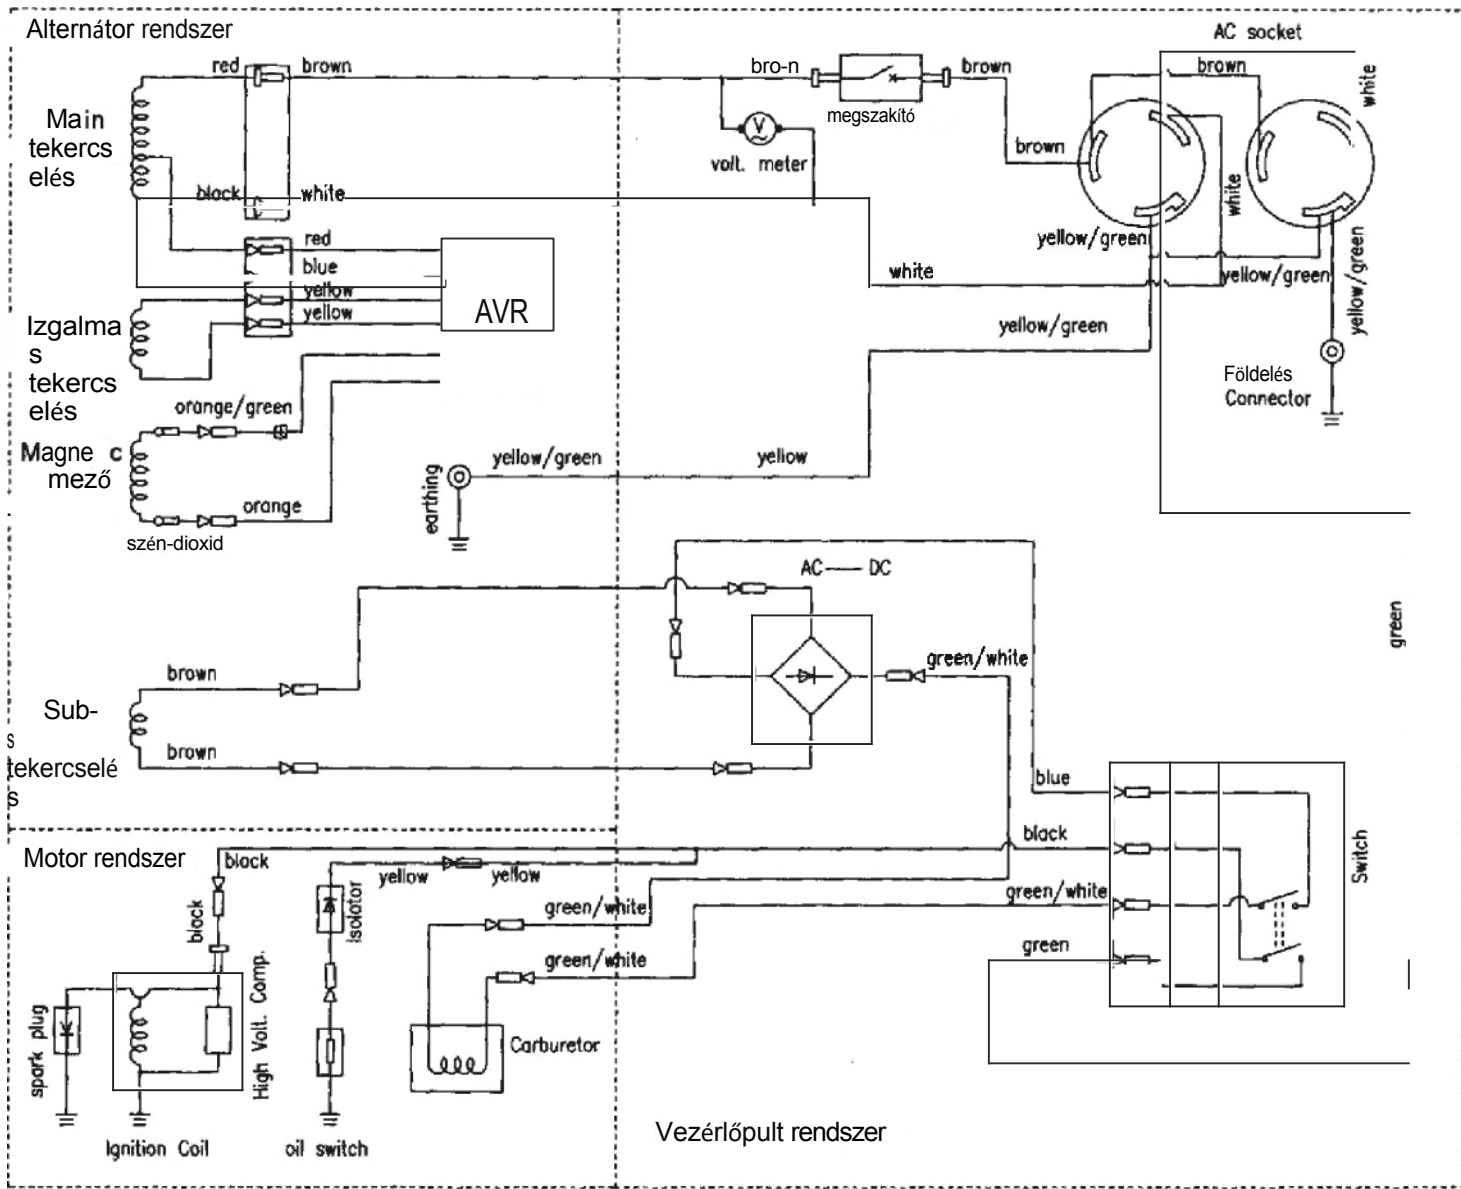 Alternátor rendszer
AC socket
red
brown
bro-n
brown
brown
white
Main
tekercs
elés
megszakító
volt. meter
brown
black
white
white
yellow/green
red
blue
yellow
yellow
AVR
white
yellow/green
yellow/green
Izgalma
s
tekercs
elés
yellow/green
Földelés
Connector
orange/green
Magne c
mező
orange
szén-dioxid
earthing
yellow/green
yellow
AC DC
green
green/white
brown
Sub-
s
tekercselé
s
brown
blue
black
Switch
green/white
green
Motor rendszer
black
yellow
yellow
black
Isolator
green/white
green/white
spark plug
High Volt. Comp.
Carburetor
Ignition Coil
oil switch
Vezérlőpult rendszer